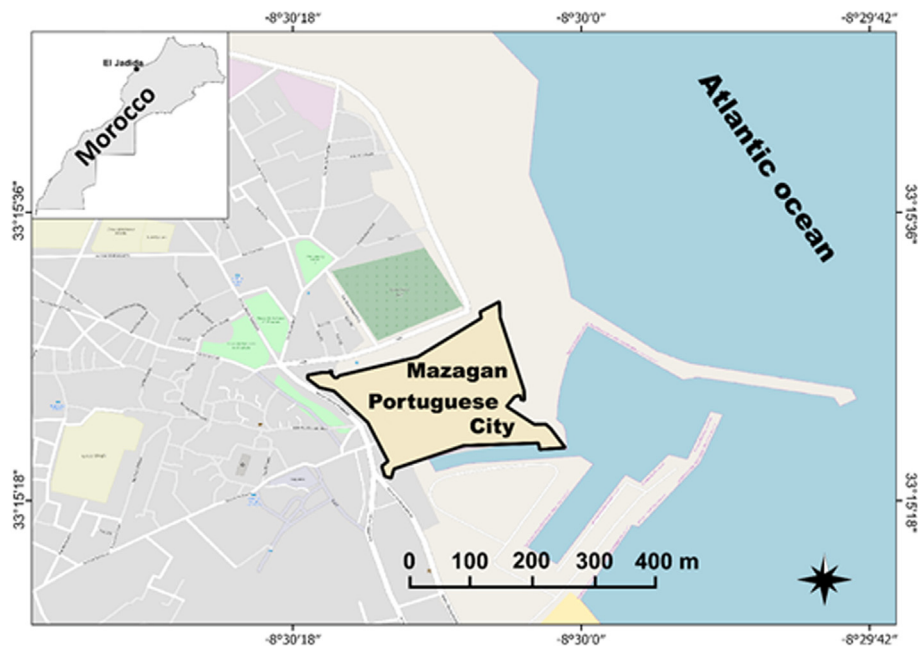 -8°30′18″
-8°30′0″
-8°29′42″
El Jadida
Morocco
Atlantic ocean
33°15′36″
33°15′36″
Mazagan
Portuguese
City
33°15′18″
33°15′18″
0 100 200 300 400 m
-8°30′18″
-8°30′0″
-8°29′42″